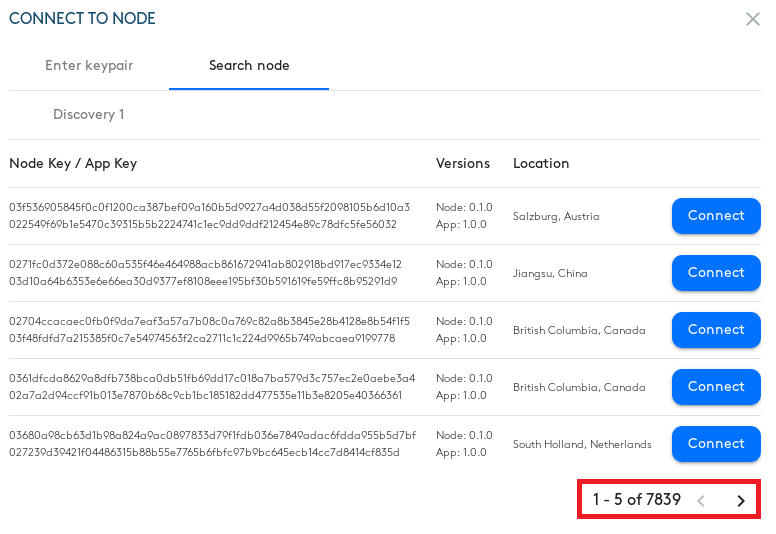 CONNECT TO NODE
Enter keypair
Search node
Discovery 1
Node Key / App Key Versions Location
03f536905845f0c0f1200ca387bef09a160b5d9927a4d038d55f2098105b6d10a3 Node: 0.1.0
022549f69b1e5470c39315b5b2224741c1ec9dd9ddf212454e89c78dfc5fe56032 App: 1.0.0
Salzburg, Austria
Connect
0271fc0d372e088c60a535f46e464988acb861672941ab802918bd917ec9334e12 Node: 0.1.0
03d10a64b6353e6e66ea30d9377ef8108eee195bf30b591619fe59ffc8b95291d9 App: 1.0.0
Jiangsu, China
Connect
02704ccacaec0fb0f9da7eaf3a57a7b08c0a769c82a8b3845e28b4128e8b54f1f5 Node: 0.1.0
03f48fdfd7a215385f0c7e54974563f2ca2711c1c224d9965b749abcaea9199778 App: 1.0.0
British Columbia, Canada
Connect
0361dfcda8629a8dfb738bca0db51fb69dd17c018a7ba579d3c757ec2e0aebe3a4 Node: 0.1.0
02a7a2d94ccf91b013e7870b68c9cb1bc185182dd477535e11b3e8205e40366361 App: 1.0.0
British Columbia, Canada
Connect
03680a98cb63d1b98a824a9ac0897833d79f1fdb036e7849adac6fdda955b5d7bf Node: 0.1.0
027239d39421f04486315b88b55e7765b6fbfc97b9bc645ecb14cc7d8414cf835d App: 1.0.0
South Holland, Netherlands
Connect
1 - 5 of 7839